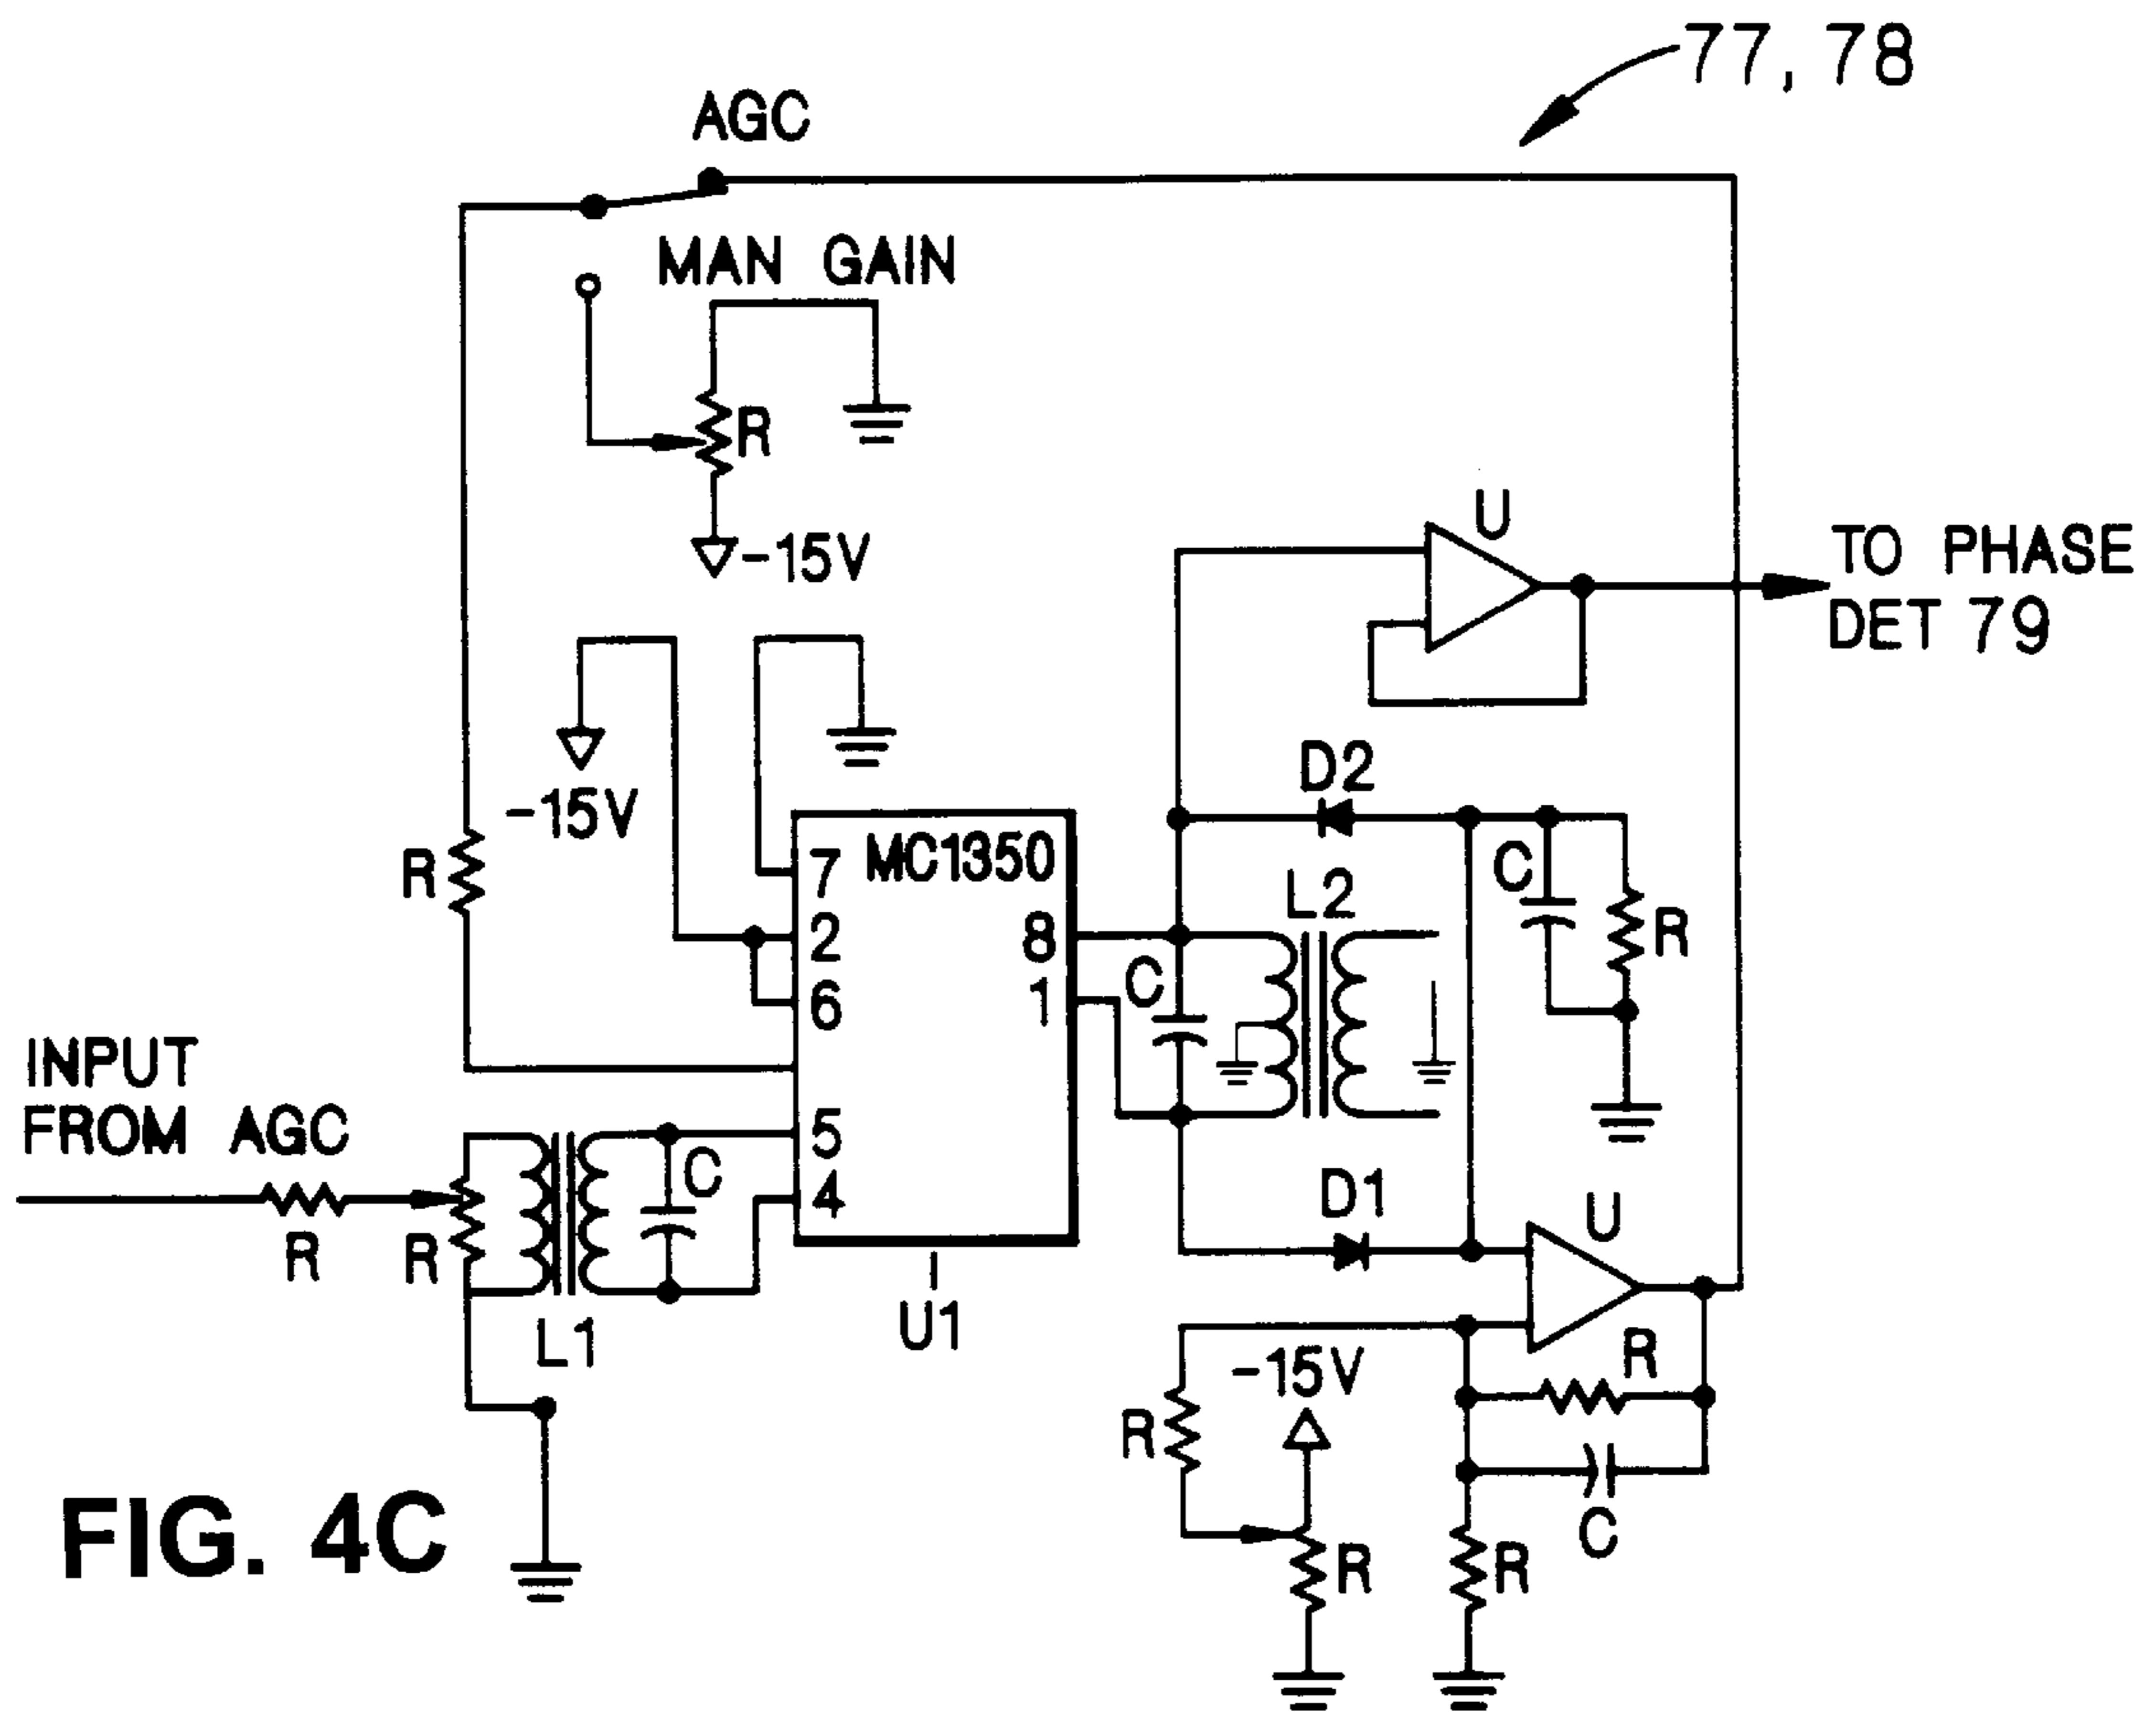 77, 78
AGC
MAN GAIN
R
-15V
U
TO PHASE
DET 79
-15V
D2
R
7
MC1350
2
8
6
1
C
L2
C
R
INPUT
FROM AGC
5
4
C
R
R
L1
U1
D1
U
R
-15V
R
C
R
R
FIG. 4C